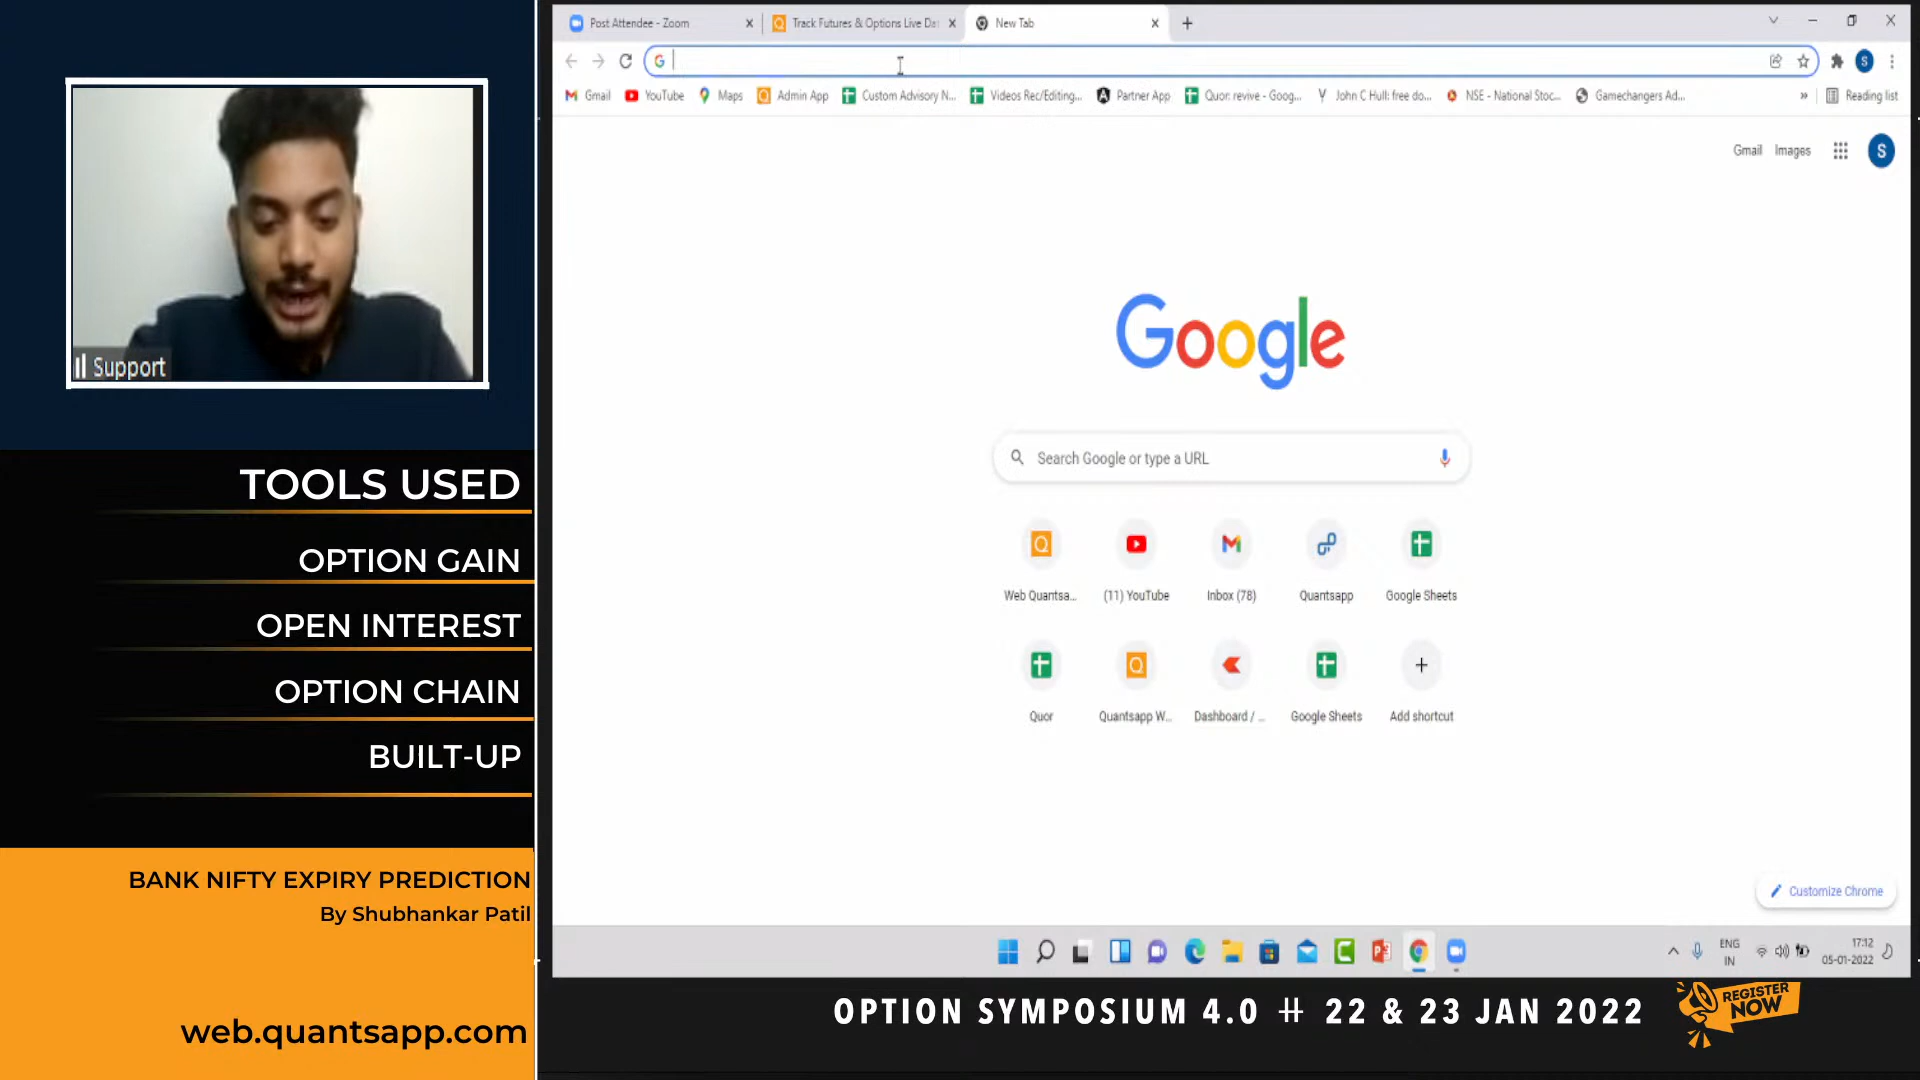 Post Attendee - Zoom
Track Futures & Options Live Da
New Tab
Gmail
YouTube
Maps
Admin App
Custom Advisory N...
Videos Rec/Editing...
Partner App
Quor: revive - Goog...
John C Hull: free do...
NSE - National Stoc...
Gamechangers Ad...
»
Reading list
Gmail
Images
S
Google
Search Google or type a URL
Web Quantsa...
(11) YouTube
Inbox (78)
Quantsapp
Google Sheets
Quor
Quantsapp W...
Dashboard / ...
Google Sheets
Add shortcut
Customize Chrome
ENG
IN
17:12
05-01-2022
Support
TOOLS USED
OPTION GAIN
OPEN INTEREST
OPTION CHAIN
BUILT-UP
BANK NIFTY EXPIRY PREDICTION
By Shubhankar Patil
web.quantsapp.com
OPTION SYMPOSIUM 4.0 # 22 & 23 JAN 2022
REGISTER
NOW